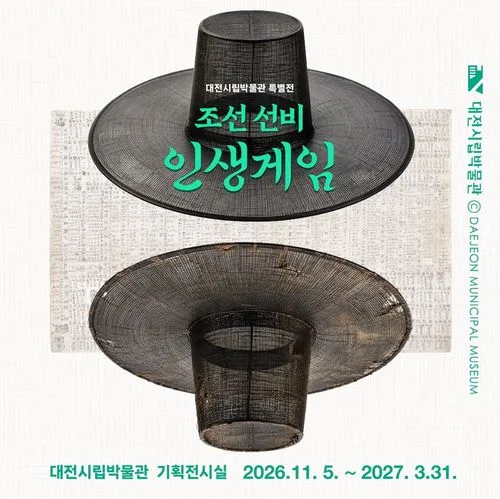 대전시립박물관 특별전
조선 선비
인생게임
대전시립박물관 ⓒ DAEJEON MUNICIPAL MUSEUM
대전시립박물관 기획전시실 2026.11. 5. ~ 2027. 3.31.